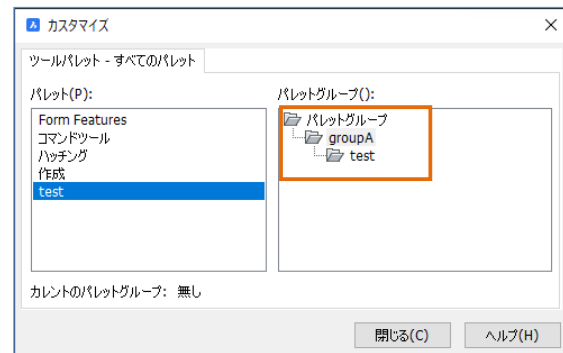 カスタマイズ
ツールパレット - すべてのパレット
パレット(P):
Form Features
コマンドツール
ハッチング
作成
test
パレットグループ():
パレットグループ
groupA
test
カレントのパレットグループ: 無し
閉じる(C)
ヘルプ(H)